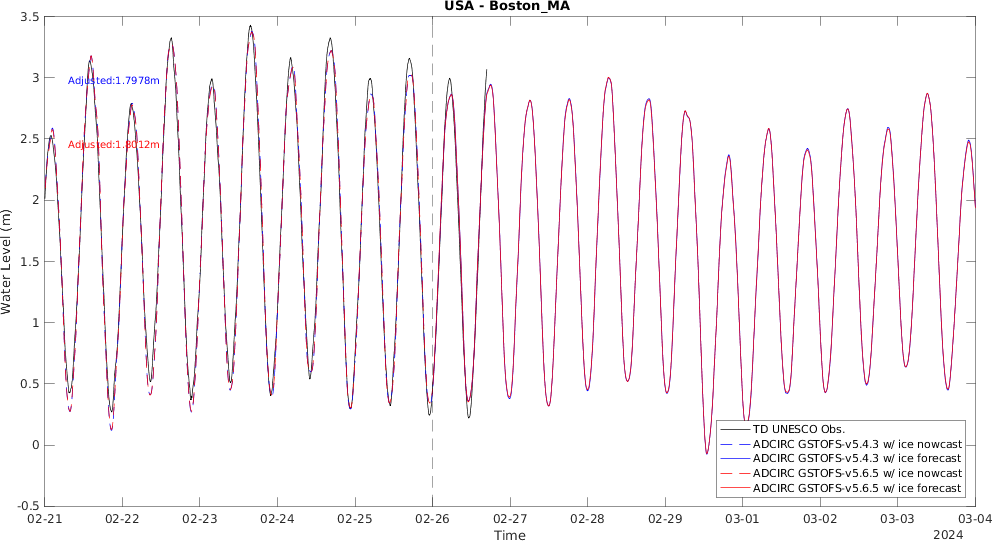 USA - Boston_MA
3.5
3
2.5
2
1.5
1
0.5
0
-0.5
Water Level (m)
Adjusted:1.7978m
Adjusted:1.8012m
TD UNESCO Obs.
ADCIRC GSTOFS-v5.4.3 w/ ice nowcast
ADCIRC GSTOFS-v5.4.3 w/ ice forecast
ADCIRC GSTOFS-v5.6.5 w/ ice nowcast
ADCIRC GSTOFS-v5.6.5 w/ ice forecast
02-21 02-22 02-23 02-24 02-25 02-26 02-27 02-28 02-29 03-01 03-02 03-03 03-04
Time
2024